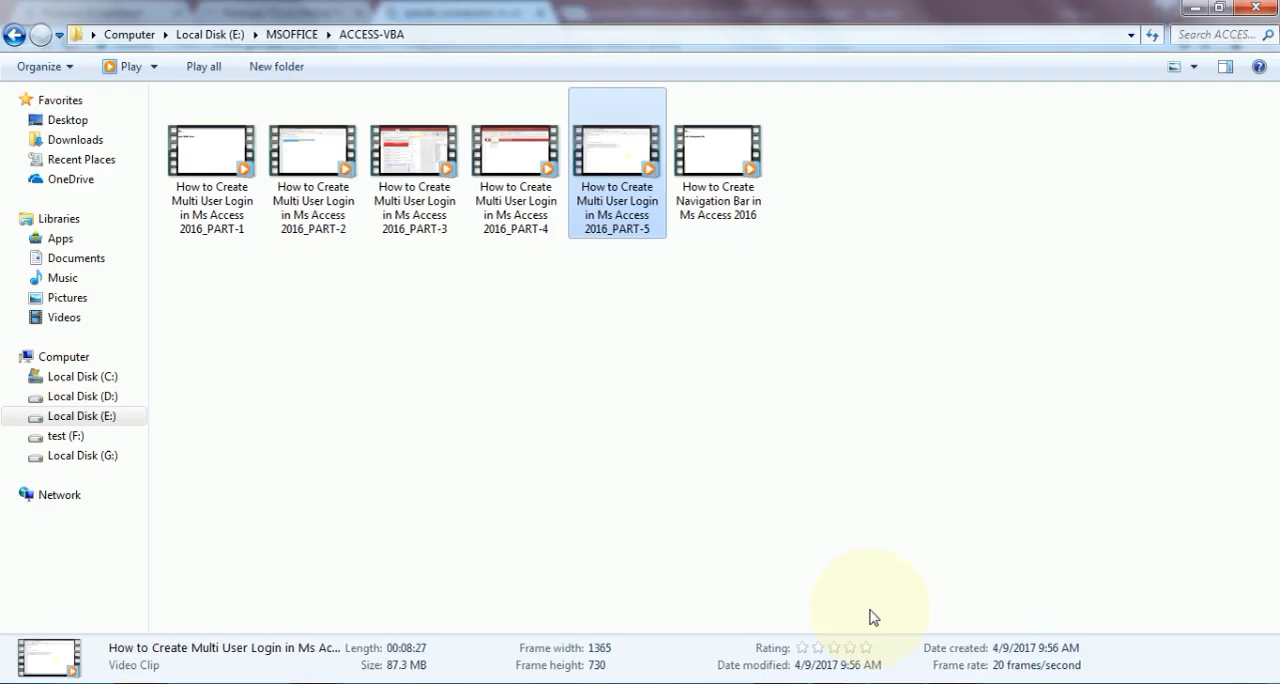 Computer Local Disk (E:) MSOFFICE ACCESS-VBA
Search ACCES...
Organize Play Play all New folder
Favorites
Desktop
Downloads
Recent Places
OneDrive
Libraries
Apps
Documents
Music
Pictures
Videos
Computer
Local Disk (C:)
Local Disk (D:)
Local Disk (E:)
test (F:)
Local Disk (G:)
Network
How to Create
Multi User Login
in Ms Access
2016_PART-1
How to Create
Multi User Login
in Ms Access
2016_PART-2
How to Create
Multi User Login
in Ms Access
2016_PART-3
How to Create
Multi User Login
in Ms Access
2016_PART-4
How to Create
Multi User Login
in Ms Access
2016_PART-5
How to Create
Navigation Bar in
Ms Access 2016
How to Create Multi User Login in Ms Ac... Length: 00:08:27 Frame width: 1365 Rating: Date created: 4/9/2017 9:56 AM
Video Clip Size: 87.3 MB Frame height: 730 Date modified: 4/9/2017 9:56 AM Frame rate: 20 frames/second